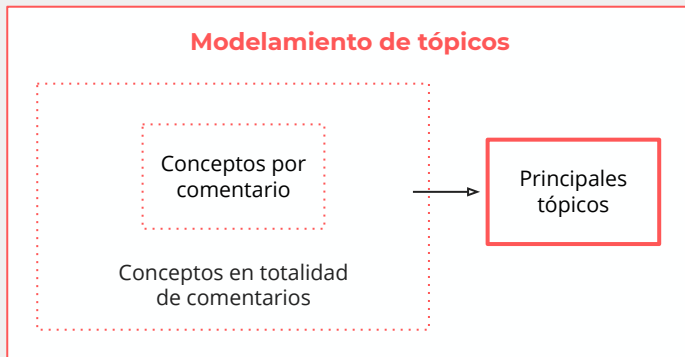 Modelamiento de tópicos
Conceptos por
comentario
Principales
tópicos
Conceptos en totalidad
de comentarios